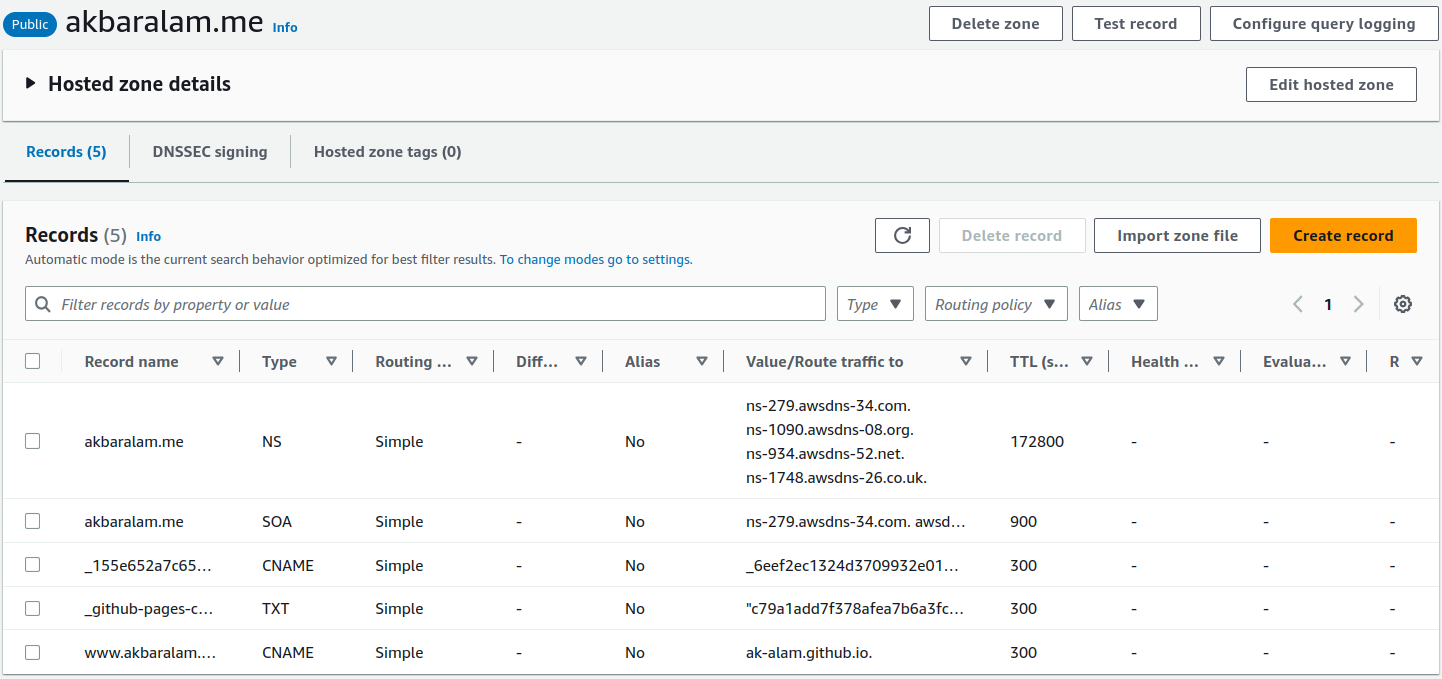 Public akbaralam.me Info Delete zone Test record Configure query logging
Hosted zone details Edit hosted zone
Records (5) DNSSEC signing Hosted zone tags (0)
Records (5) Info Delete record Import zone file Create record
Automatic mode is the current search behavior optimized for best filter results. To change modes go to settings.
Filter records by property or value Type Routing policy Alias 1
Record name Type Routing ... Diff... Alias Value/Route traffic to TTL (s... Health ... Evalua... R
ns-279.awsdns-34.com.
ns-1090.awsdns-08.org.
akbaralam.me NS Simple - No 172800 - - -
ns-934.awsdns-52.net.
ns-1748.awsdns-26.co.uk.
akbaralam.me SOA Simple - No ns-279.awsdns-34.com. awsd... 900 - - -
_155e652a7c65... CNAME Simple - No _6eef2ec1324d3709932e01... 300 - - -
_github-pages-c... TXT Simple - No "c79a1add7f378afea7b6a3fc... 300 - - -
www.akbaralam.... CNAME Simple - No ak-alam.github.io. 300 - - -